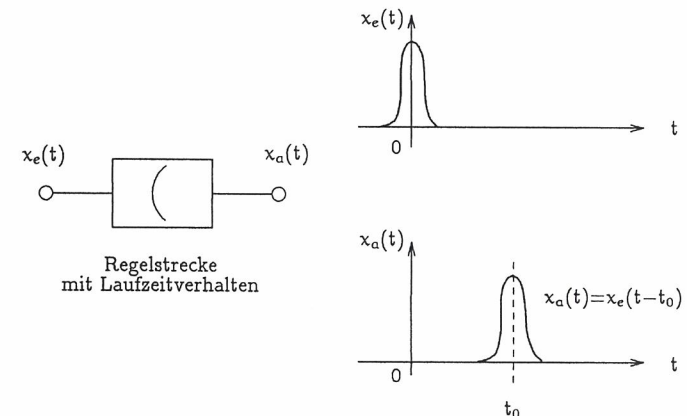 xₑ(t)
xₐ(t)
Regelstrecke
mit Laufzeitverhalten
xₑ(t)
0
t
xₐ(t)
xₐ(t)=xₑ(t−t₀)
0
t
t₀